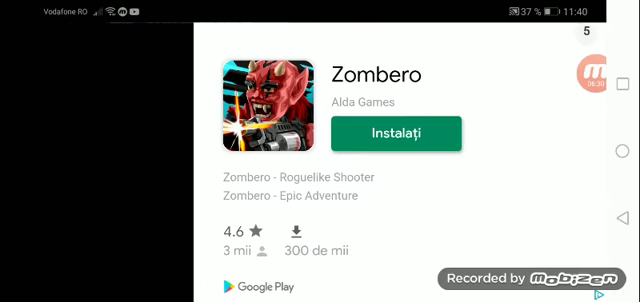 Vodafone RO
37 %
11:40
5
Zombero
Alda Games
06:30
Instalați
Zombero - Roguelike Shooter
Zombero - Epic Adventure
4.6
3 mii
300 de mii
Google Play
Recorded by Mobizen